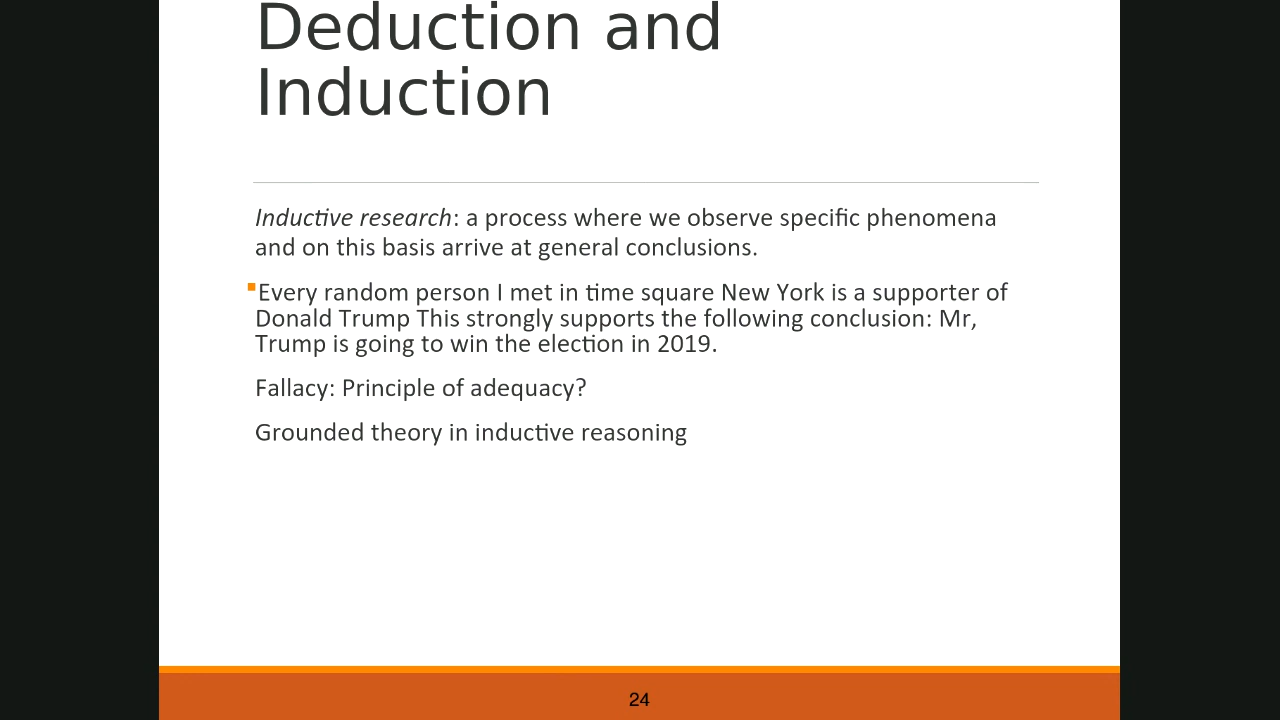 Deduction and
Induction
Inductive research: a process where we observe specific phenomena
and on this basis arrive at general conclusions.
Every random person I met in time square New York is a supporter of
Donald Trump This strongly supports the following conclusion: Mr,
Trump is going to win the election in 2019.
Fallacy: Principle of adequacy?
Grounded theory in inductive reasoning
24